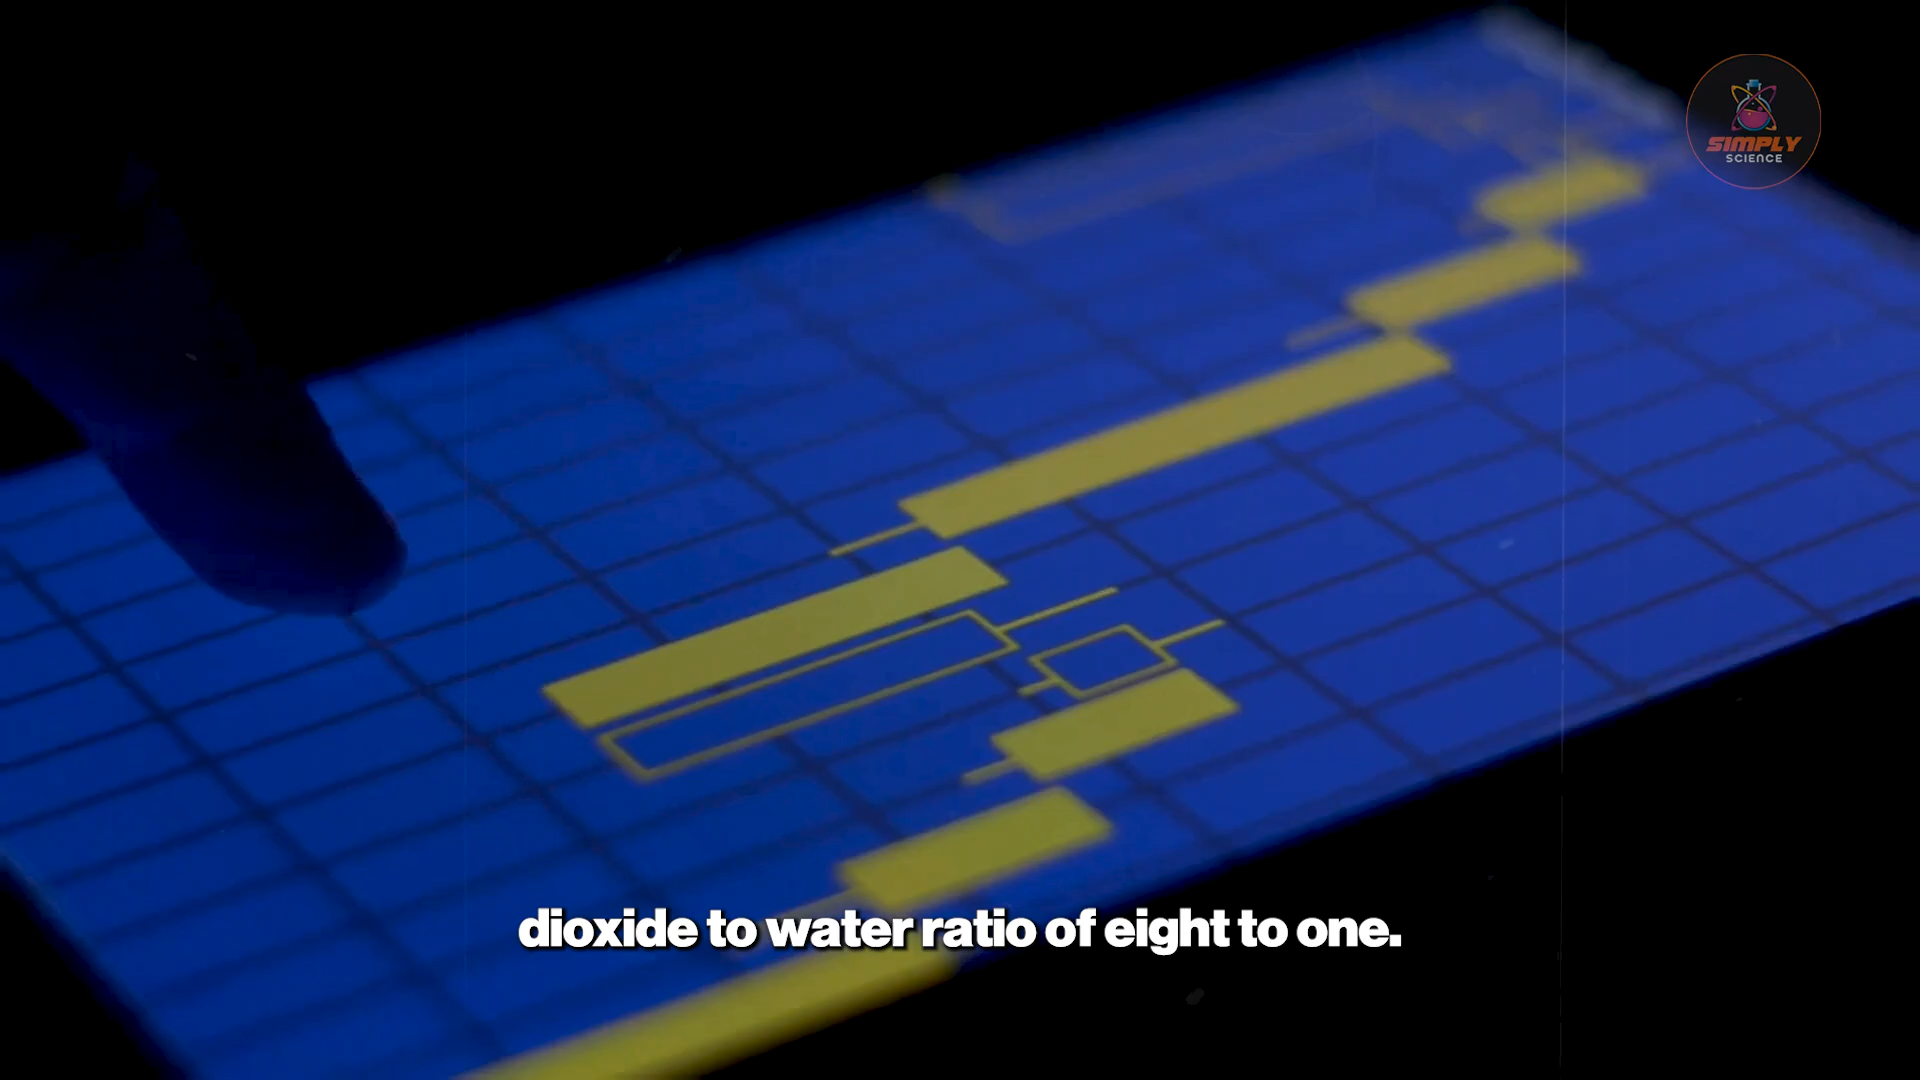 SIMPLY
SCIENCE
dioxide to water ratio of eight to one.